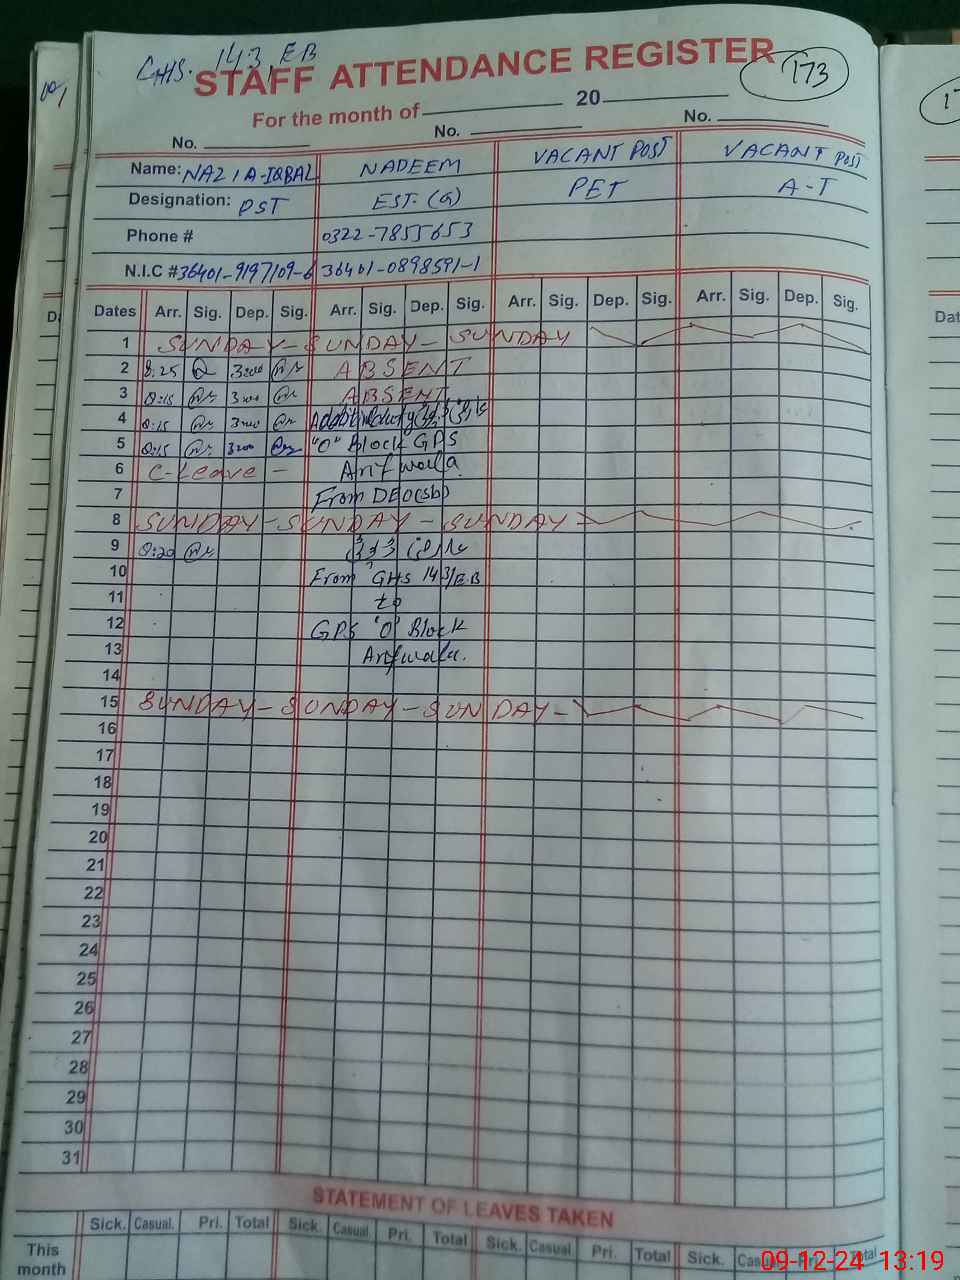 GHS. 143, EB
STAFF ATTENDANCE REGISTER 173
For the month of 20
No. No. No.
Name: NAZIA-IQBAL NADEEM VACANT POST VACANT POST
Designation: PST EST. (G) PET A-T
Phone # 0322-7855653
N.I.C # 36401-9197109-6 36401-0898591-1
Dates Arr. Sig. Dep. Sig. Arr. Sig. Dep. Sig. Arr. Sig. Dep. Sig. Arr. Sig. Dep. Sig.
1 SUNDAY - SUNDAY - SUNDAY
2 8:25 3:00 ABSENT
3 8:15 3:00 ABSENT
4 8:15 3:00
5 8:15 3:00 "O" Block GPS
6 C-Leave - Arifwala
7 From DEO(SE)
8 SUNDAY - SUNDAY - SUNDAY -
9 8:20
10 From GHS 143/EB
11 to
12 GPS 'O' Block
13 Arifwala.
14
15 SUNDAY - SUNDAY - SUNDAY -
16
17
18
19
20
21
22
23
24
25
26
27
28
29
30
31
STATEMENT OF LEAVES TAKEN
Sick. Casual. Pri. Total Sick. Casual. Pri. Total Sick. Casual. Pri. Total Sick. Casual. Pri. Total
This
month
09-12-24 13:19